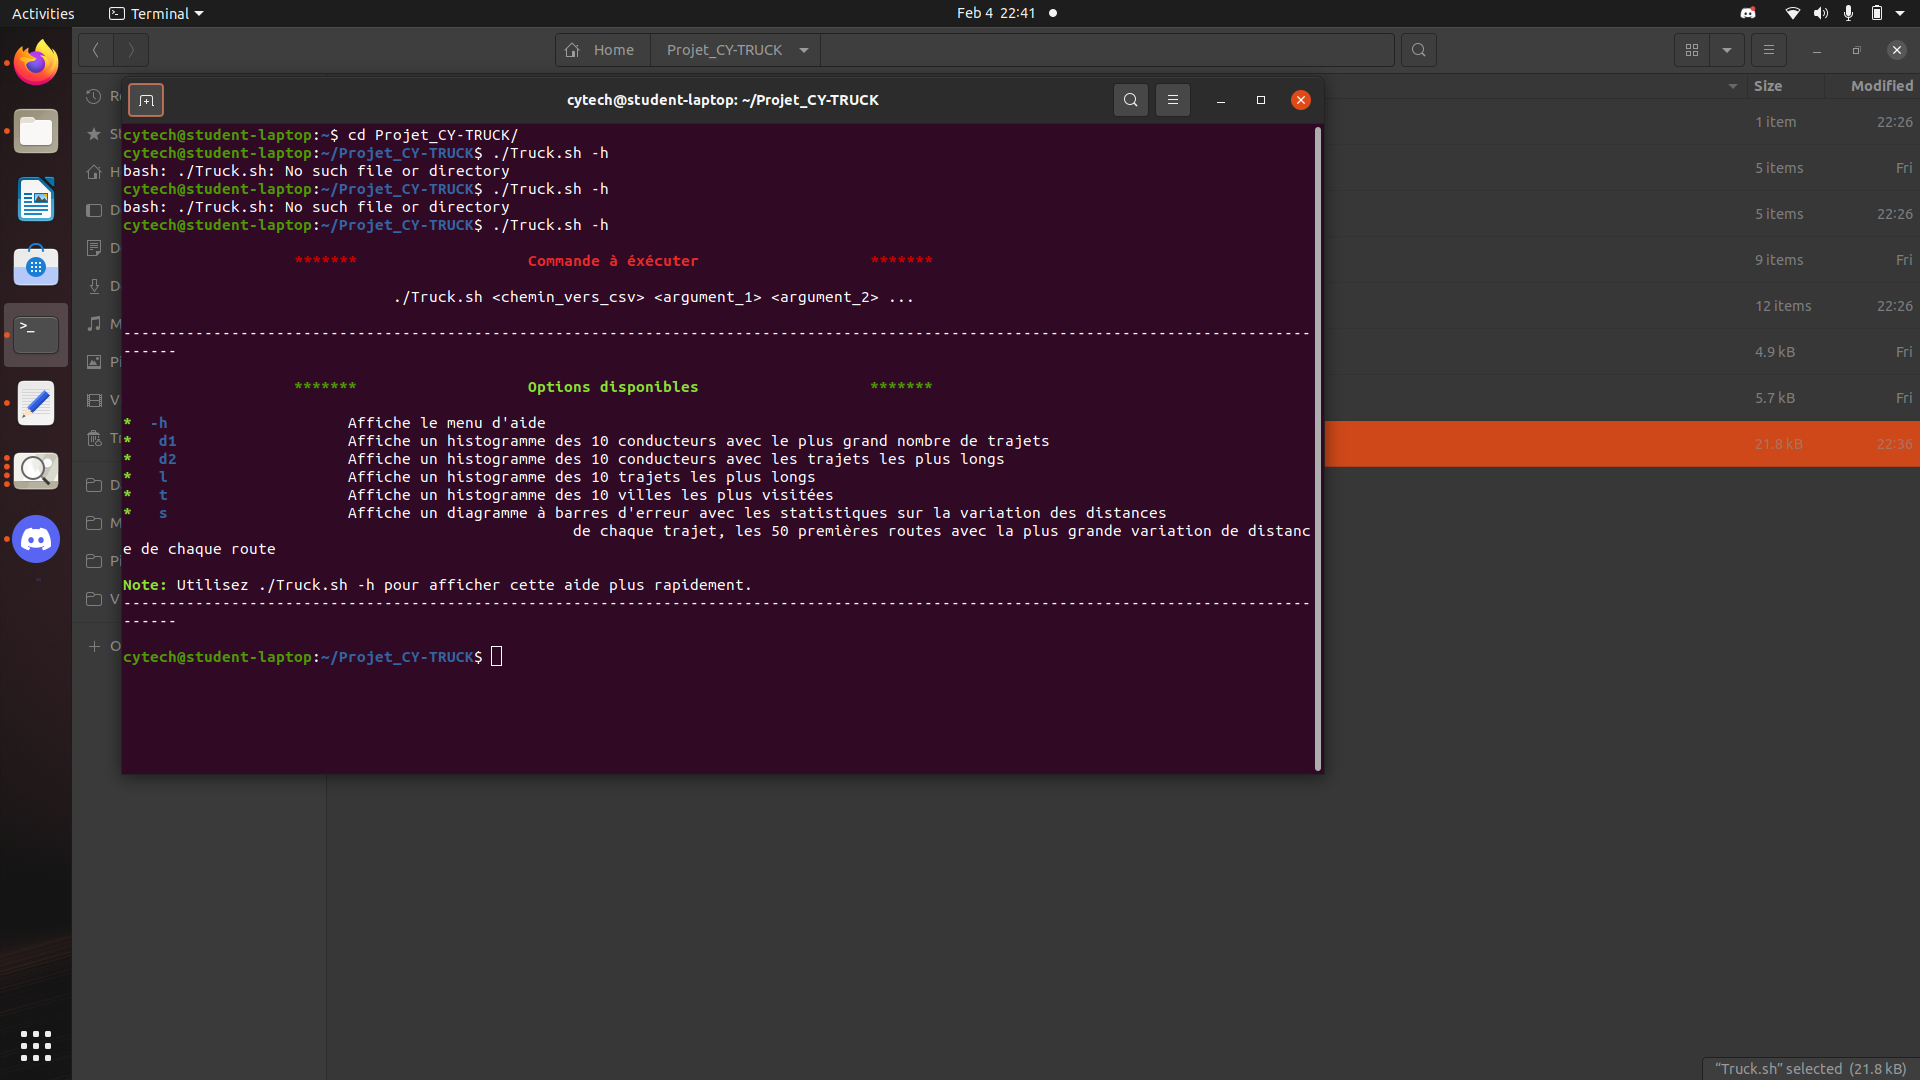 Activities Terminal Feb 4 22:41
Home Projet_CY-TRUCK
Size Modified
1 item 22:26
5 items Fri
5 items 22:26
9 items Fri
12 items 22:26
4.9 kB Fri
5.7 kB Fri
21.8 kB 22:36
cytech@student-laptop: ~/Projet_CY-TRUCK
cytech@student-laptop:~$ cd Projet_CY-TRUCK/
cytech@student-laptop:~/Projet_CY-TRUCK$ ./Truck.sh -h
bash: ./Truck.sh: No such file or directory
cytech@student-laptop:~/Projet_CY-TRUCK$ ./Truck.sh -h
bash: ./Truck.sh: No such file or directory
cytech@student-laptop:~/Projet_CY-TRUCK$ ./Truck.sh -h
******* Commande à éxécuter *******
./Truck.sh <chemin_vers_csv> <argument_1> <argument_2> ...
------------------------------------------------------------------------------------------------------------------------------------
------
******* Options disponibles *******
* -h Affiche le menu d'aide
* d1 Affiche un histogramme des 10 conducteurs avec le plus grand nombre de trajets
* d2 Affiche un histogramme des 10 conducteurs avec les trajets les plus longs
* l Affiche un histogramme des 10 trajets les plus longs
* t Affiche un histogramme des 10 villes les plus visitées
* s Affiche un diagramme à barres d'erreur avec les statistiques sur la variation des distances
de chaque trajet, les 50 premières routes avec la plus grande variation de distanc
e de chaque route
Note: Utilisez ./Truck.sh -h pour afficher cette aide plus rapidement.
------------------------------------------------------------------------------------------------------------------------------------
------
cytech@student-laptop:~/Projet_CY-TRUCK$
"Truck.sh" selected (21.8 kB)